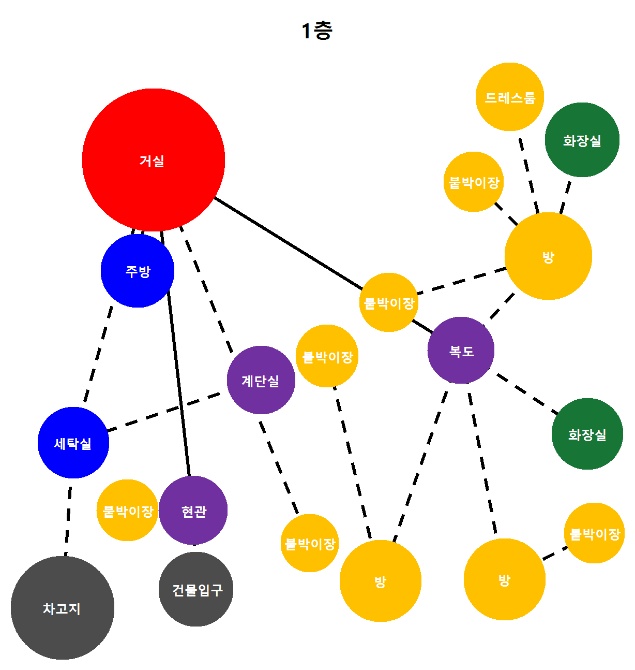 1층
드레스룸
화장실
거실
붙박이장
방
주방
붙박이장
복도
붙박이장
계단실
화장실
세탁실
붙박이장
현관
붙박이장
붙박이장
방
방
건물입구
차고지